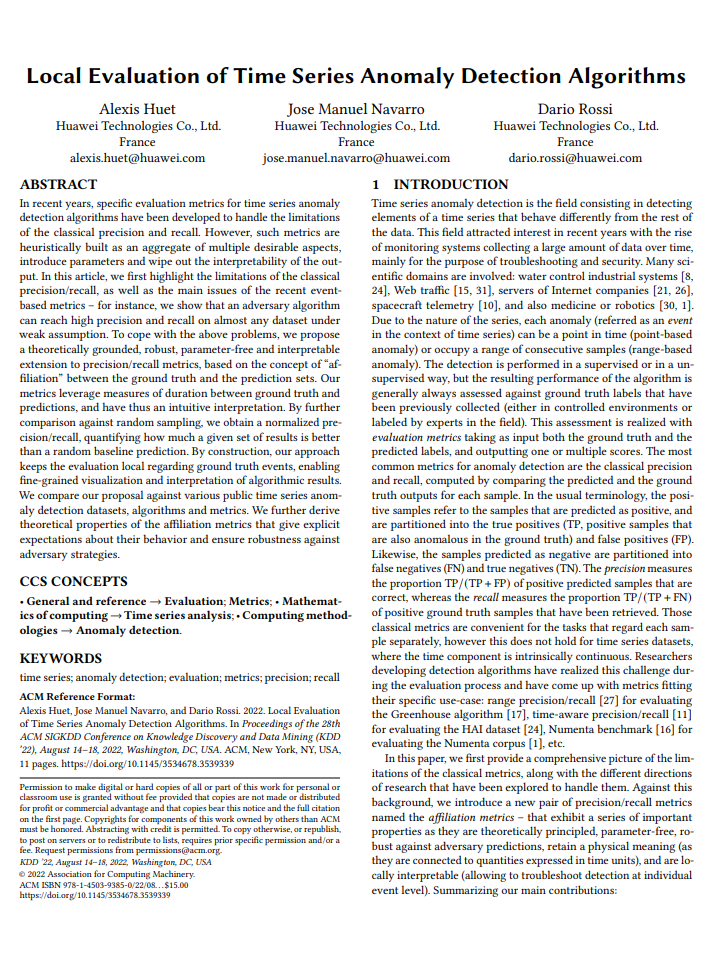 Local Evaluation of Time Series Anomaly Detection Algorithms
Alexis Huet
Huawei Technologies Co., Ltd.
France
alexis.huet@huawei.com
Jose Manuel Navarro
Huawei Technologies Co., Ltd.
France
jose.manuel.navarro@huawei.com
Dario Rossi
Huawei Technologies Co., Ltd.
France
dario.rossi@huawei.com
ABSTRACT
In recent years, specific evaluation metrics for time series anomaly
detection algorithms have been developed to handle the limitations
of the classical precision and recall. However, such metrics are
heuristically built as an aggregate of multiple desirable aspects,
introduce parameters and wipe out the interpretability of the out-
put. In this article, we first highlight the limitations of the classical
precision/recall, as well as the main issues of the recent event-
based metrics – for instance, we show that an adversary algorithm
can reach high precision and recall on almost any dataset under
weak assumption. To cope with the above problems, we propose
a theoretically grounded, robust, parameter-free and interpretable
extension to precision/recall metrics, based on the concept of “af-
filiation” between the ground truth and the prediction sets. Our
metrics leverage measures of duration between ground truth and
predictions, and have thus an intuitive interpretation. By further
comparison against random sampling, we obtain a normalized pre-
cision/recall, quantifying how much a given set of results is better
than a random baseline prediction. By construction, our approach
keeps the evaluation local regarding ground truth events, enabling
fine-grained visualization and interpretation of algorithmic results.
We compare our proposal against various public time series anom-
aly detection datasets, algorithms and metrics. We further derive
theoretical properties of the affiliation metrics that give explicit
expectations about their behavior and ensure robustness against
adversary strategies.
CCS CONCEPTS
• General and reference → Evaluation; Metrics; • Mathemat-
ics of computing → Time series analysis; • Computing method-
ologies → Anomaly detection.
KEYWORDS
time series; anomaly detection; evaluation; metrics; precision; recall
ACM Reference Format:
Alexis Huet, Jose Manuel Navarro, and Dario Rossi. 2022. Local Evaluation
of Time Series Anomaly Detection Algorithms. In Proceedings of the 28th
ACM SIGKDD Conference on Knowledge Discovery and Data Mining (KDD
’22), August 14–18, 2022, Washington, DC, USA. ACM, New York, NY, USA,
11 pages. https://doi.org/10.1145/3534678.3539339
Permission to make digital or hard copies of all or part of this work for personal or
classroom use is granted without fee provided that copies are not made or distributed
for profit or commercial advantage and that copies bear this notice and the full citation
on the first page. Copyrights for components of this work owned by others than ACM
must be honored. Abstracting with credit is permitted. To copy otherwise, or republish,
to post on servers or to redistribute to lists, requires prior specific permission and/or a
fee. Request permissions from permissions@acm.org.
KDD ’22, August 14–18, 2022, Washington, DC, USA
© 2022 Association for Computing Machinery.
ACM ISBN 978-1-4503-9385-0/22/08...$15.00
https://doi.org/10.1145/3534678.3539339
1 INTRODUCTION
Time series anomaly detection is the field consisting in detecting
elements of a time series that behave differently from the rest of
the data. This field attracted interest in recent years with the rise
of monitoring systems collecting a large amount of data over time,
mainly for the purpose of troubleshooting and security. Many sci-
entific domains are involved: water control industrial systems [8,
24], Web traffic [15, 31], servers of Internet companies [21, 26],
spacecraft telemetry [10], and also medicine or robotics [30, 1].
Due to the nature of the series, each anomaly (referred as an event
in the context of time series) can be a point in time (point-based
anomaly) or occupy a range of consecutive samples (range-based
anomaly). The detection is performed in a supervised or in a un-
supervised way, but the resulting performance of the algorithm is
generally always assessed against ground truth labels that have
been previously collected (either in controlled environments or
labeled by experts in the field). This assessment is realized with
evaluation metrics taking as input both the ground truth and the
predicted labels, and outputting one or multiple scores. The most
common metrics for anomaly detection are the classical precision
and recall, computed by comparing the predicted and the ground
truth outputs for each sample. In the usual terminology, the posi-
tive samples refer to the samples that are predicted as positive, and
are partitioned into the true positives (TP, positive samples that
are also anomalous in the ground truth) and false positives (FP).
Likewise, the samples predicted as negative are partitioned into
false negatives (FN) and true negatives (TN). The precision measures
the proportion TP/(TP + FP) of positive predicted samples that are
correct, whereas the recall measures the proportion TP/(TP + FN)
of positive ground truth samples that have been retrieved. Those
classical metrics are convenient for the tasks that regard each sam-
ple separately, however this does not hold for time series datasets,
where the time component is intrinsically continuous. Researchers
developing detection algorithms have realized this challenge dur-
ing the evaluation process and have come up with metrics fitting
their specific use-case: range precision/recall [27] for evaluating
the Greenhouse algorithm [17], time-aware precision/recall [11]
for evaluating the HAI dataset [24], Numenta benchmark [16] for
evaluating the Numenta corpus [1], etc.
In this paper, we first provide a comprehensive picture of the lim-
itations of the classical metrics, along with the different directions
of research that have been explored to handle them. Against this
background, we introduce a new pair of precision/recall metrics
named the affiliation metrics – that exhibit a series of important
properties as they are theoretically principled, parameter-free, ro-
bust against adversary predictions, retain a physical meaning (as
they are connected to quantities expressed in time units), and are lo-
cally interpretable (allowing to troubleshoot detection at individual
event level). Summarizing our main contributions: